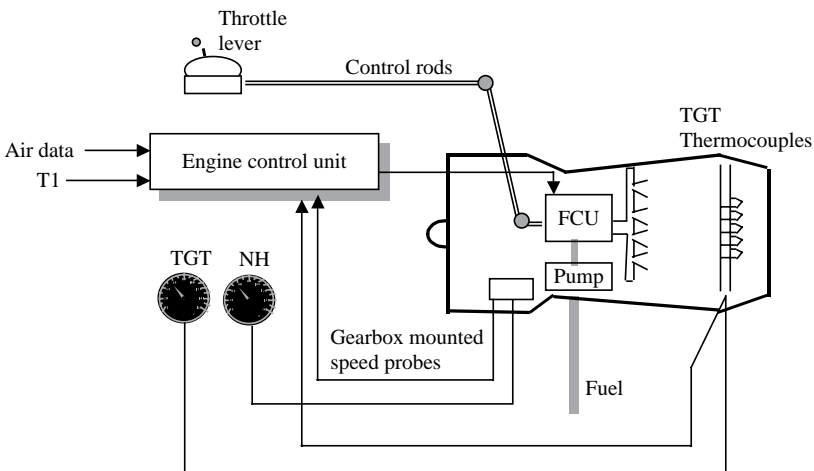 Throttle
lever
Control rods
TGT
Thermocouples
Air data
Engine control unit
T1
FCU
TGT
NH
Pump
Gearbox mounted
speed probes
Fuel